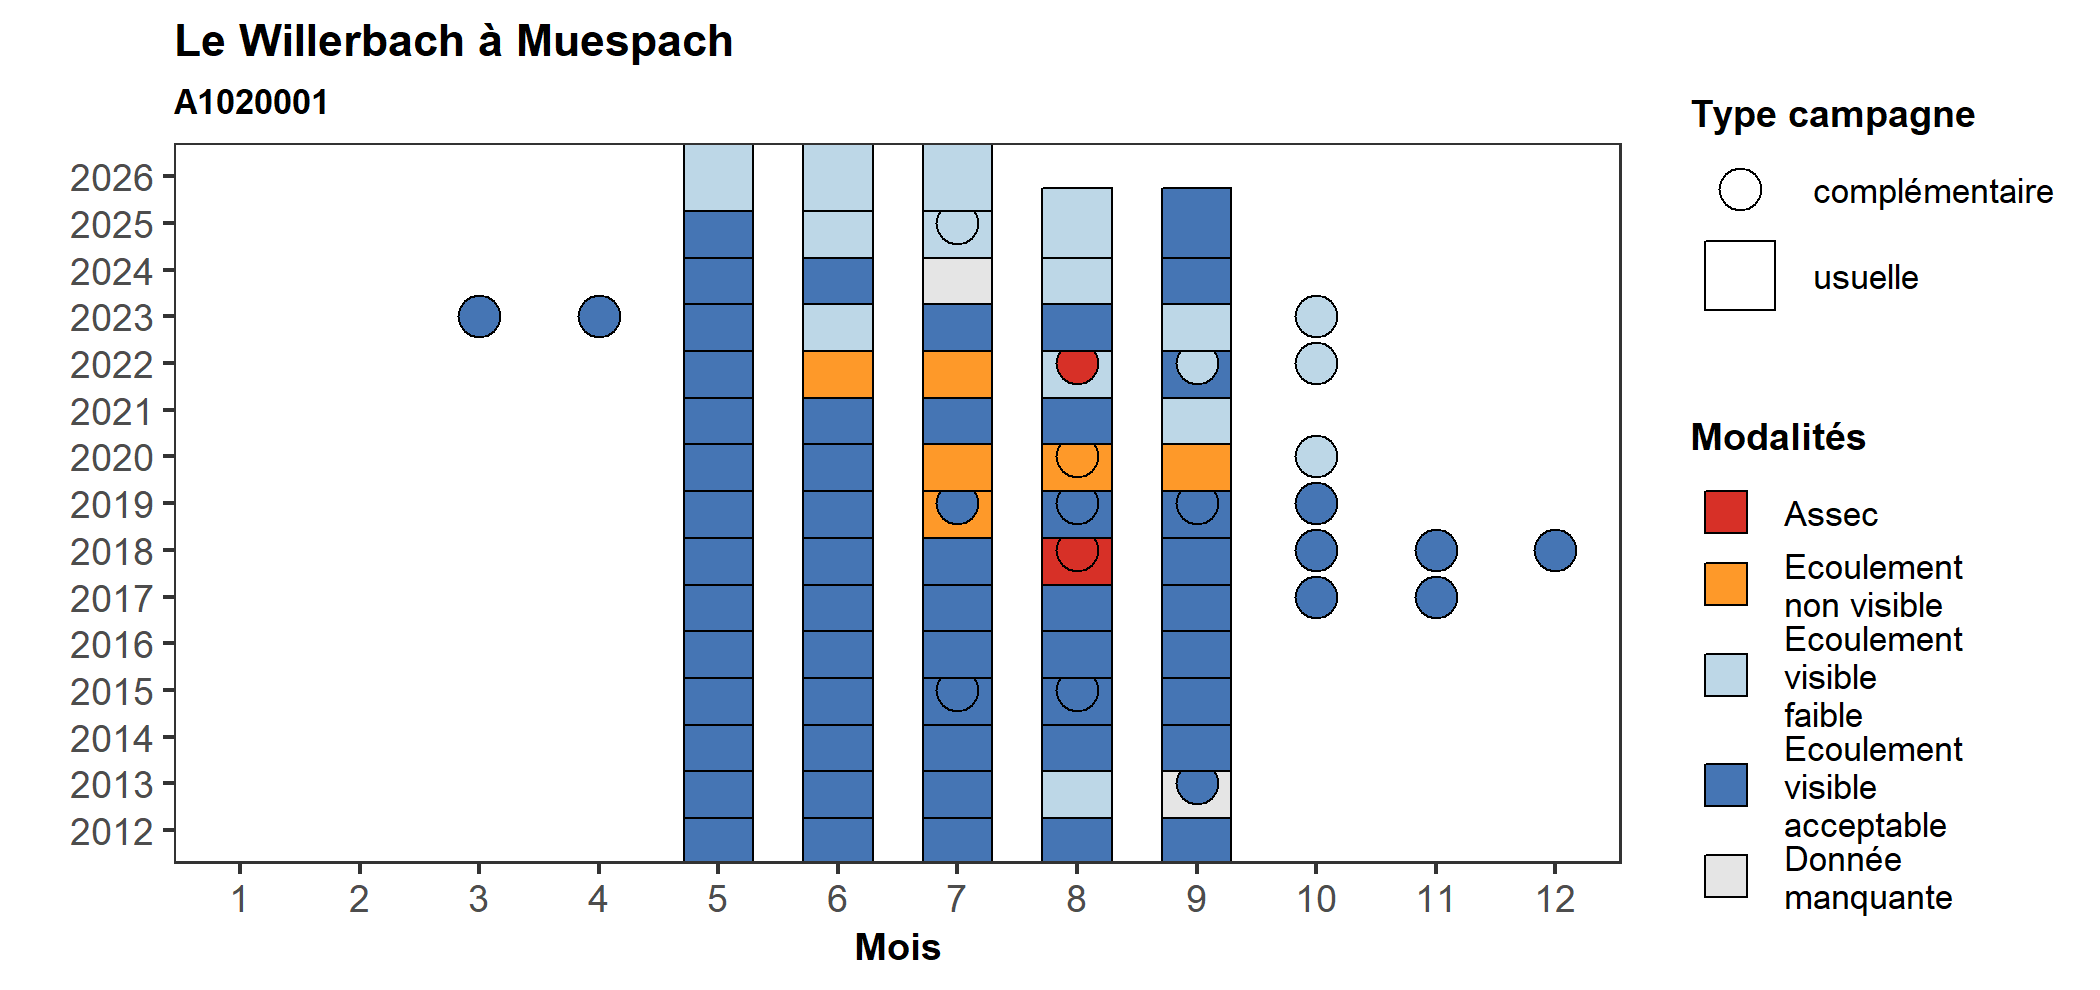 Le Willerbach à Muespach
A1020001
2026
2025
2024
2023
2022
2021
2020
2019
2018
2017
2016
2015
2014
2013
2012
1 2 3 4 5 6 7 8 9 10 11 12
Mois
Type campagne
complémentaire
usuelle
Modalités
Assec
Ecoulement
non visible
Ecoulement
visible
faible
Ecoulement
visible
acceptable
Donnée
manquante